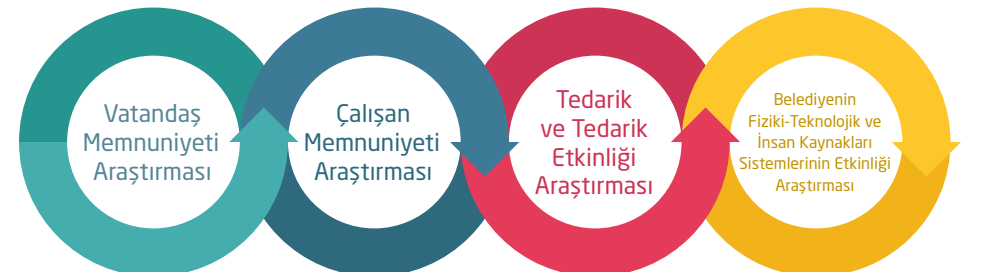 Vatandaş
Memnuniyeti
Araştırması
Çalışan
Memnuniyeti
Araştırması
Tedarik
ve Tedarik
Etkinliği
Araştırması
Belediyenin
Fiziki-Teknolojik ve
İnsan Kaynakları
Sistemlerinin Etkinliği
Araştırması